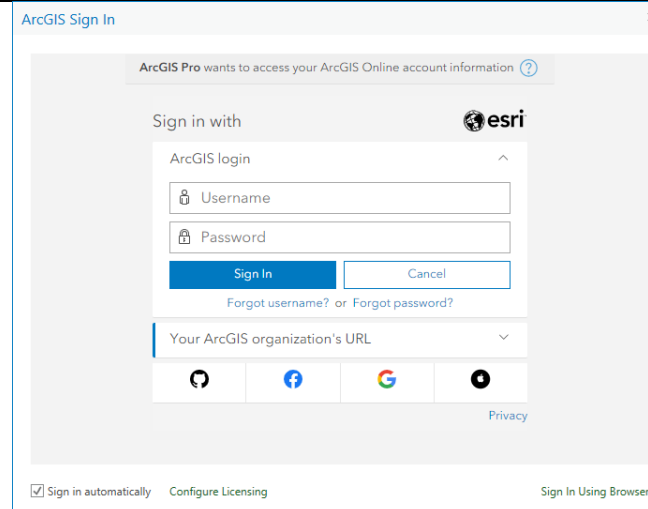 ArcGIS Sign In
ArcGIS Pro wants to access your ArcGIS Online account information ?
Sign in with
esri
ArcGIS login
Username
Password
Sign In Cancel
Forgot username? or Forgot password?
Your ArcGIS organization's URL
Privacy
Sign in automatically Configure Licensing Sign In Using Browser